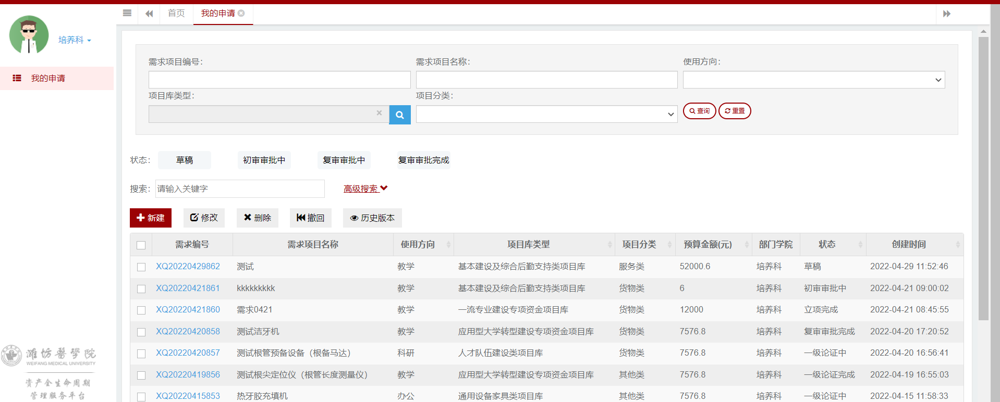 首页
我的申请
培养科
我的申请
需求项目编号:
需求项目名称:
使用方向:
项目库类型:
项目分类:
查询
重置
状态:
草稿
初审审批中
复审审批中
复审审批完成
搜索: 请输入关键字
高级搜索
新建
修改
删除
撤回
历史版本
需求编号 需求项目名称 使用方向 项目库类型 项目分类 预算金额(元) 部门学院 状态 创建时间
XQ20220429862 测试 教学 基本建设及综合后勤支持类项目库 服务类 52000.6 培养科 草稿 2022-04-29 11:52:46
XQ20220421861 kkkkkkkkk 教学 基本建设及综合后勤支持类项目库 货物类 6 培养科 初审审批中 2022-04-21 09:00:02
XQ20220421860 需求0421 教学 一流专业建设专项资金项目库 货物类 12000 培养科 立项完成 2022-04-21 08:45:55
XQ20220420858 测试洁牙机 教学 应用型大学转型建设专项资金项目库 货物类 7576.8 培养科 复审审批完成 2022-04-20 17:20:52
XQ20220420857 测试根管预备设备（根备马达） 科研 人才队伍建设类项目库 货物类 7576.8 培养科 一级论证中 2022-04-20 16:56:41
XQ20220419856 测试根尖定位仪（根管长度测量仪） 教学 应用型大学转型建设专项资金项目库 其他类 7576.8 培养科 一级论证完成 2022-04-19 16:55:03
XQ20220415853 热牙胶充填机 办公 通用设备家具类项目库 其他类 7576.8 培养科 一级论证中 2022-04-15 11:58:33
潍坊醫學院
WEIFANG MEDICAL UNIVERSITY
资产全生命周期
管理服务平台